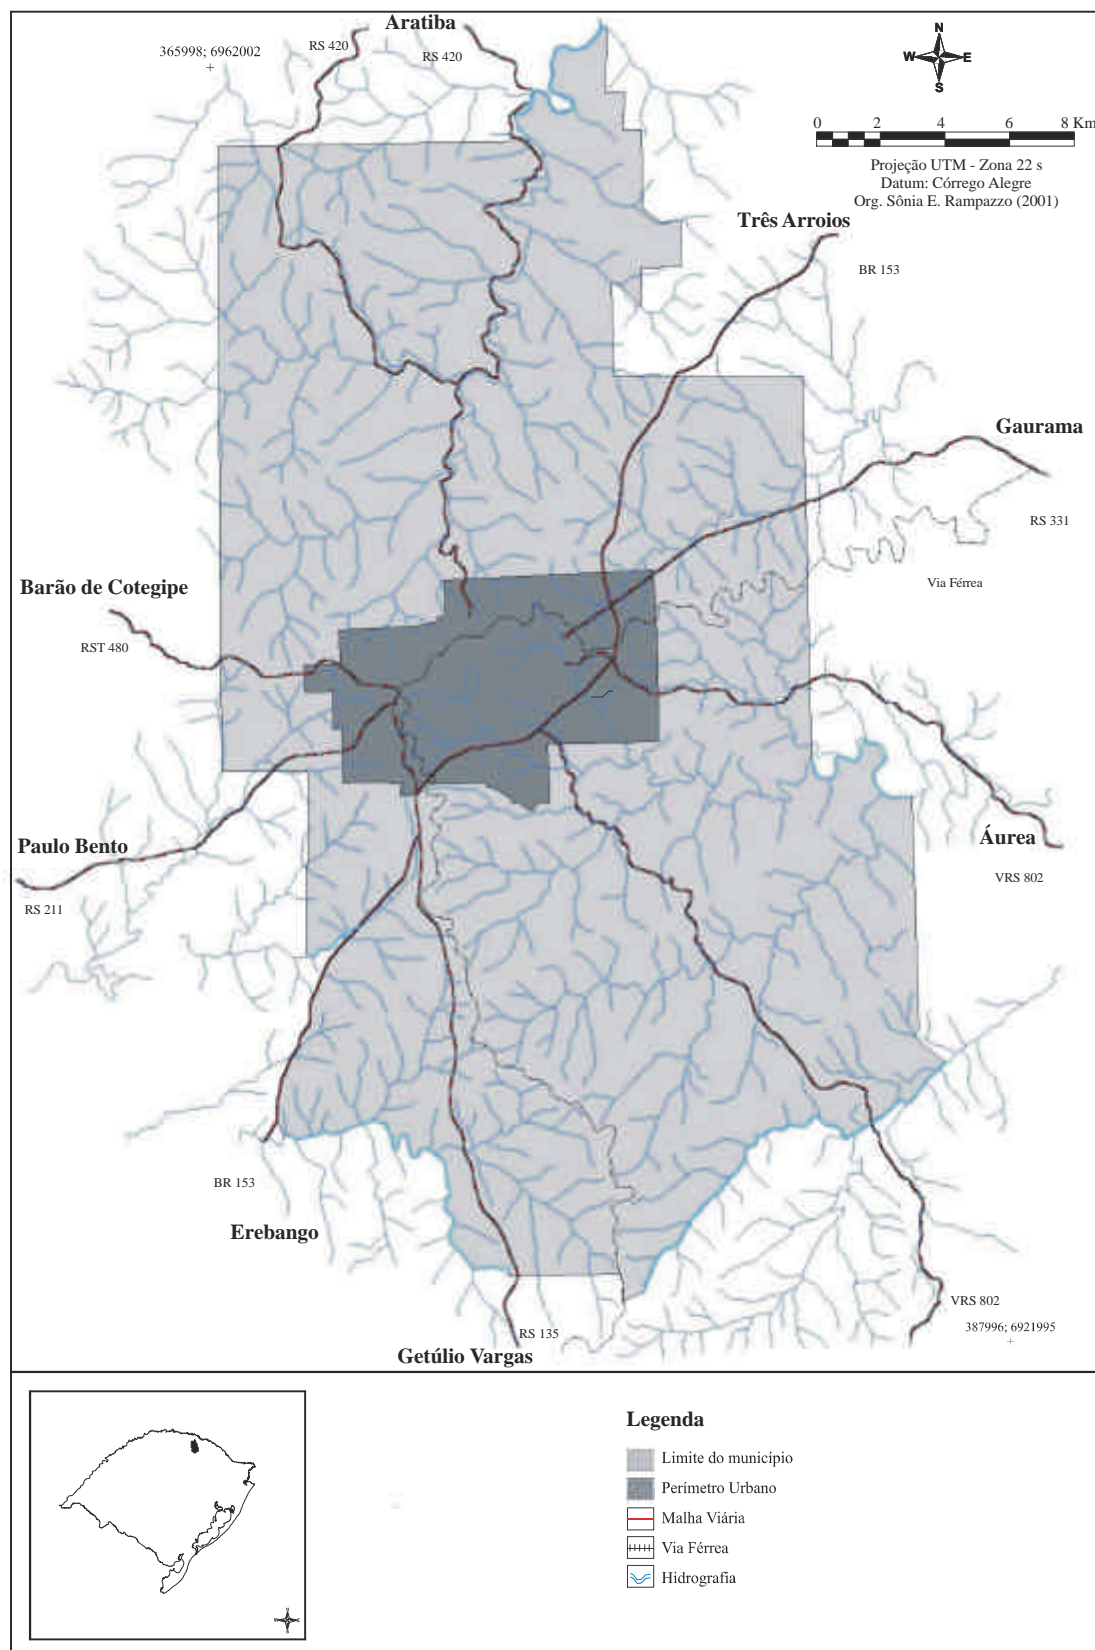 Aratiba
RS 420
RS 420
365998; 6962002
N
W E
S
0 2 4 6 8 Km
Projeção UTM - Zona 22 s
Datum: Córrego Alegre
Org. Sônia E. Rampazzo (2001)
Três Arroios
BR 153
Gaurama
RS 331
Via Férrea
Barão de Cotegipe
RST 480
Paulo Bento
RS 211
Áurea
VRS 802
BR 153
Erebango
VRS 802
387996; 6921995
RS 135
Getúlio Vargas
Legenda
Limite do município
Perímetro Urbano
Malha Viária
Via Férrea
Hidrografia